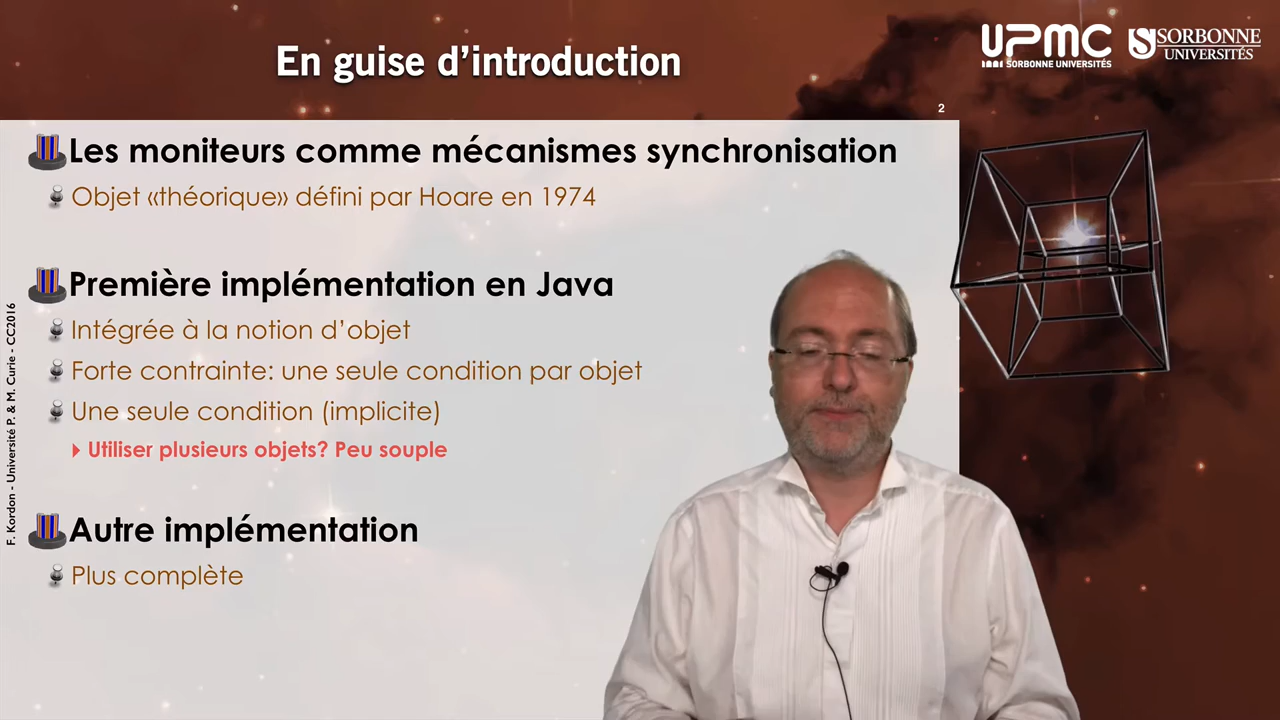 En guise d’introduction
UPMC
SORBONNE UNIVERSITÉS
SORBONNE
UNIVERSITÉS
2
Les moniteurs comme mécanismes synchronisation
Objet «théorique» défini par Hoare en 1974
Première implémentation en Java
Intégrée à la notion d’objet
Forte contrainte: une seule condition par objet
Une seule condition (implicite)
Utiliser plusieurs objets? Peu souple
Autre implémentation
Plus complète
F. Kordon - Université P. & M. Curie - CC2016